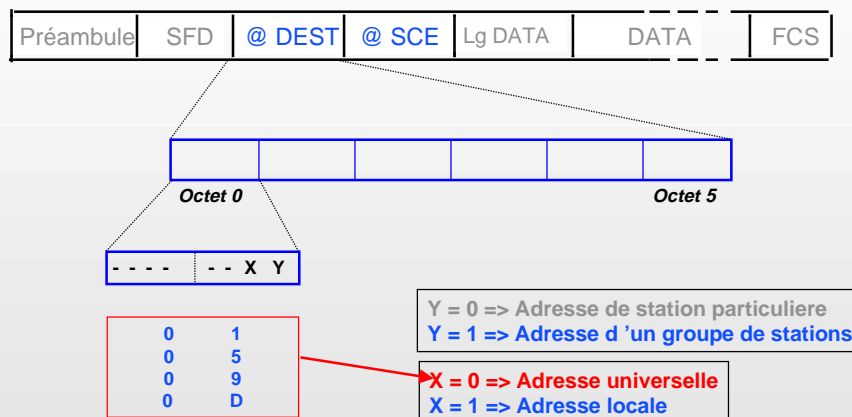 Préambule SFD @ DEST @ SCE Lg DATA DATA FCS
Octet 0 Octet 5
- - - - - - X Y
Y = 0 => Adresse de station particuliere
Y = 1 => Adresse d ’un groupe de stations
0 1
0 5
0 9
0 D
X = 0 => Adresse universelle
X = 1 => Adresse locale